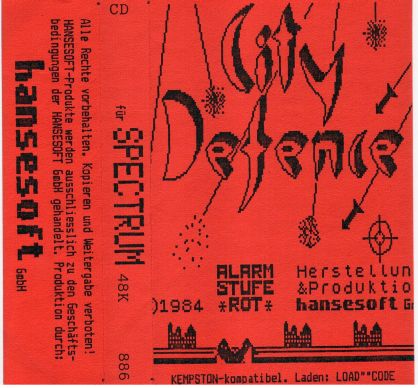 Alle Rechte vorbehalten. Kopieren und Weitergabe verboten!
HANSESOFT-Produkte werden ausschliesslich zu den Geschäfts-
bedingungen der HANSESOFT GmbH gehandelt. Produktion durch:
hansesoft GmbH
CD
für SPECTRUM 48K 886
City
Defence
ALARM
STUFE
*ROT*
Herstellun
&Produktio
hansesoft G
)1984
KEMPSTON-kompatibel. Laden: LOAD""CODE